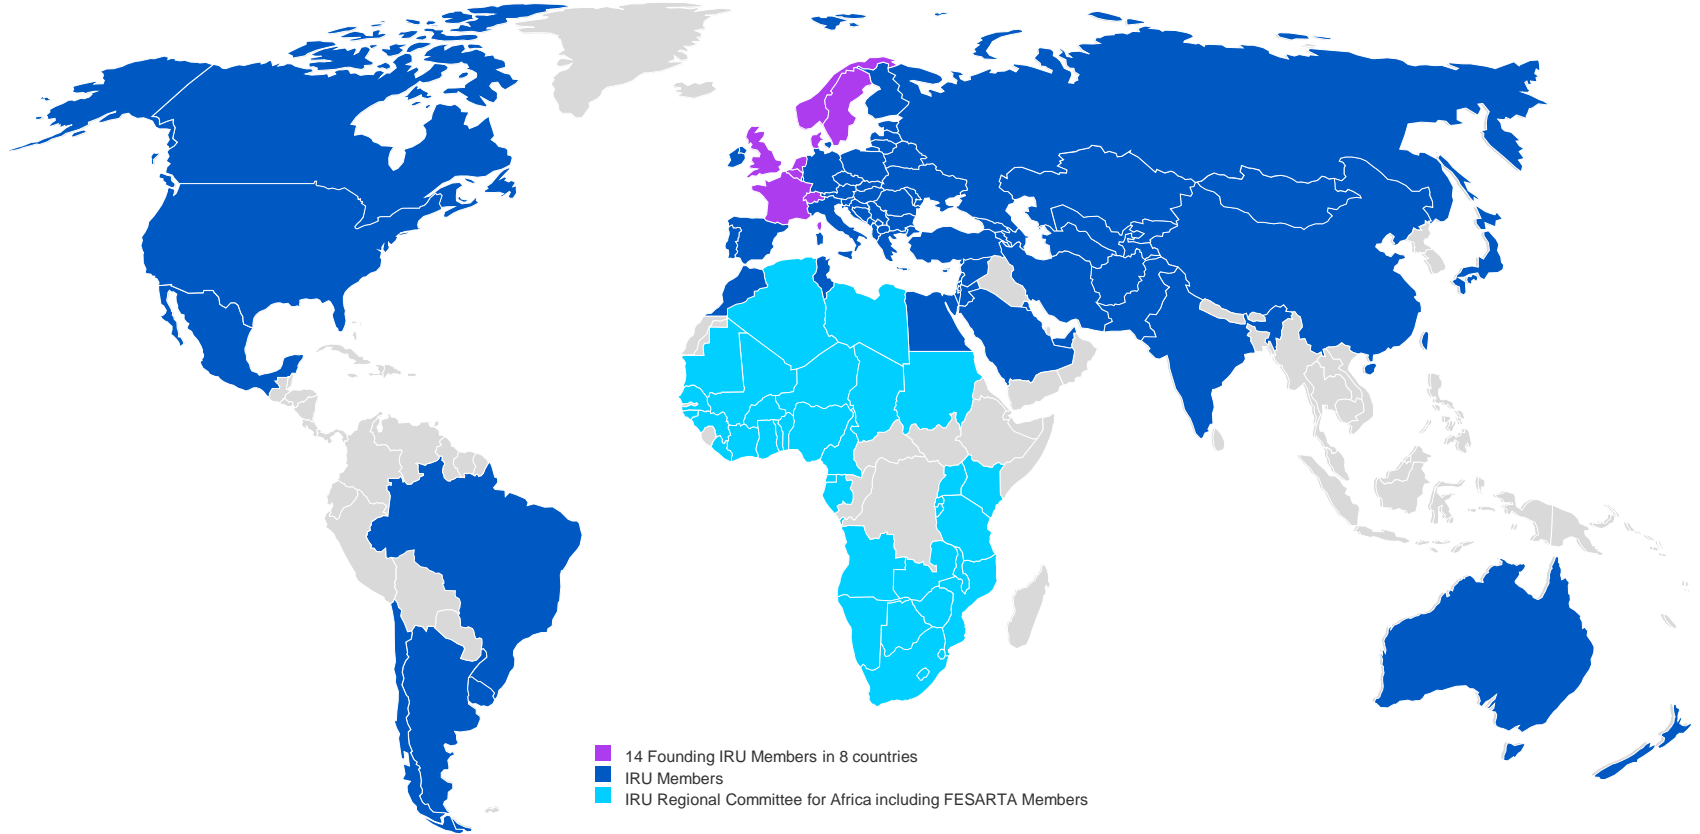 14 Founding IRU Members in 8 countries
IRU Members
IRU Regional Committee for Africa including FESARTA Members